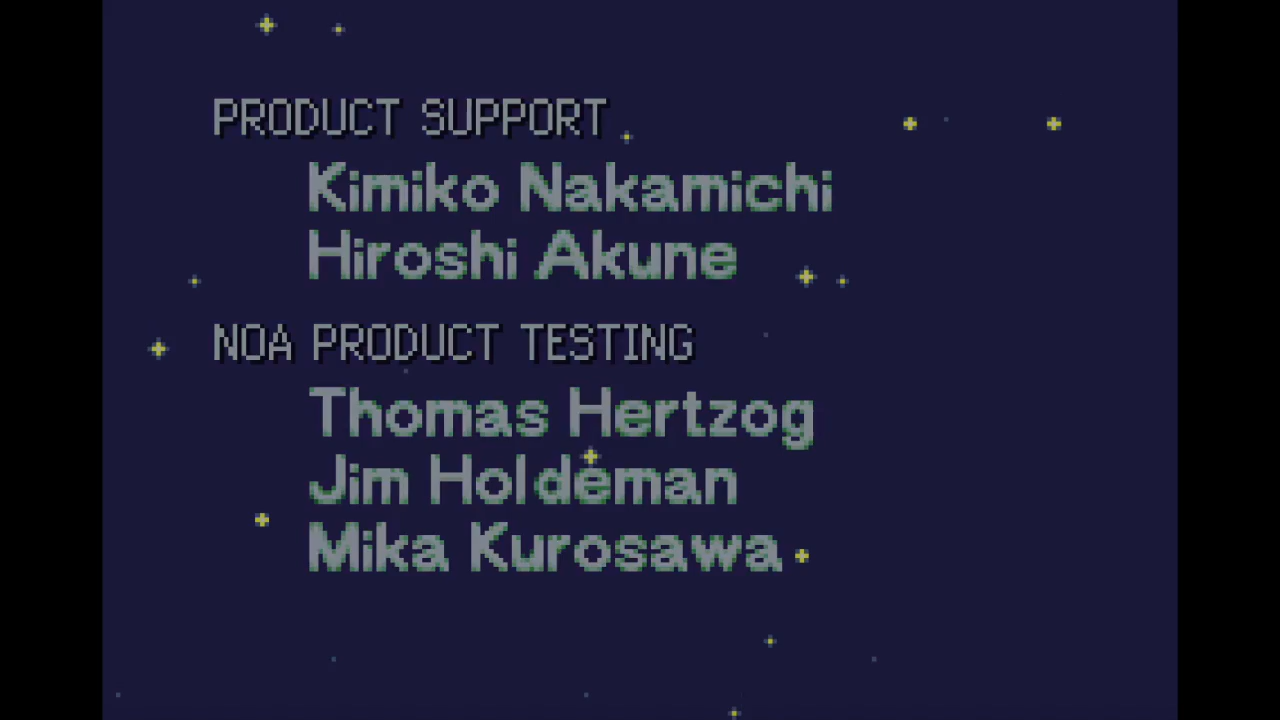 PRODUCT SUPPORT
Kimiko Nakamichi
Hiroshi Akune
NOA PRODUCT TESTING
Thomas Hertzog
Jim Holdeman
Mika Kurosawa